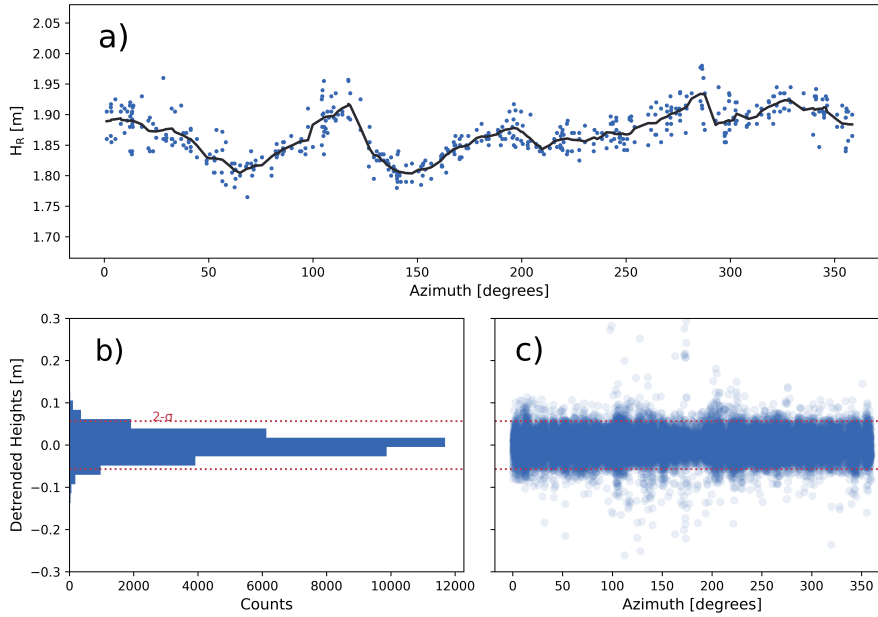 a)
2.05
2.00
1.95
1.90
1.85
1.80
1.75
1.70
H_R [m]
0 50 100 150 200 250 300 350
Azimuth [degrees]
b)
0.3
0.2
0.1
0.0
−0.1
−0.2
−0.3
Detrended Heights [m]
2-σ
0 2000 4000 6000 8000 10000 12000
Counts
c)
0 50 100 150 200 250 300 350
Azimuth [degrees]